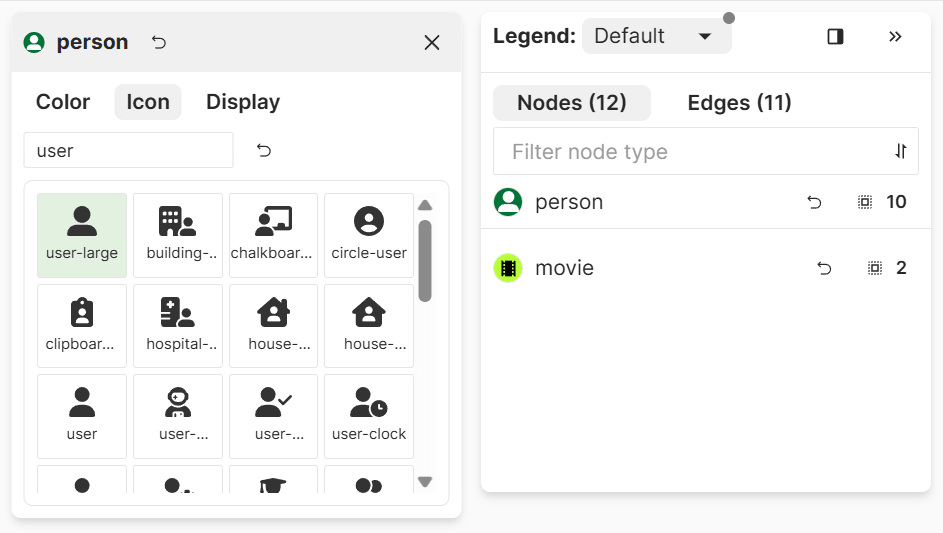 person
Color Icon Display
user
user-large building-.. chalkboar... circle-user
clipboar... hospital-.. house-... house-...
user user-... user-... user-clock
Legend: Default
Nodes (12) Edges (11)
Filter node type
person 10
movie 2